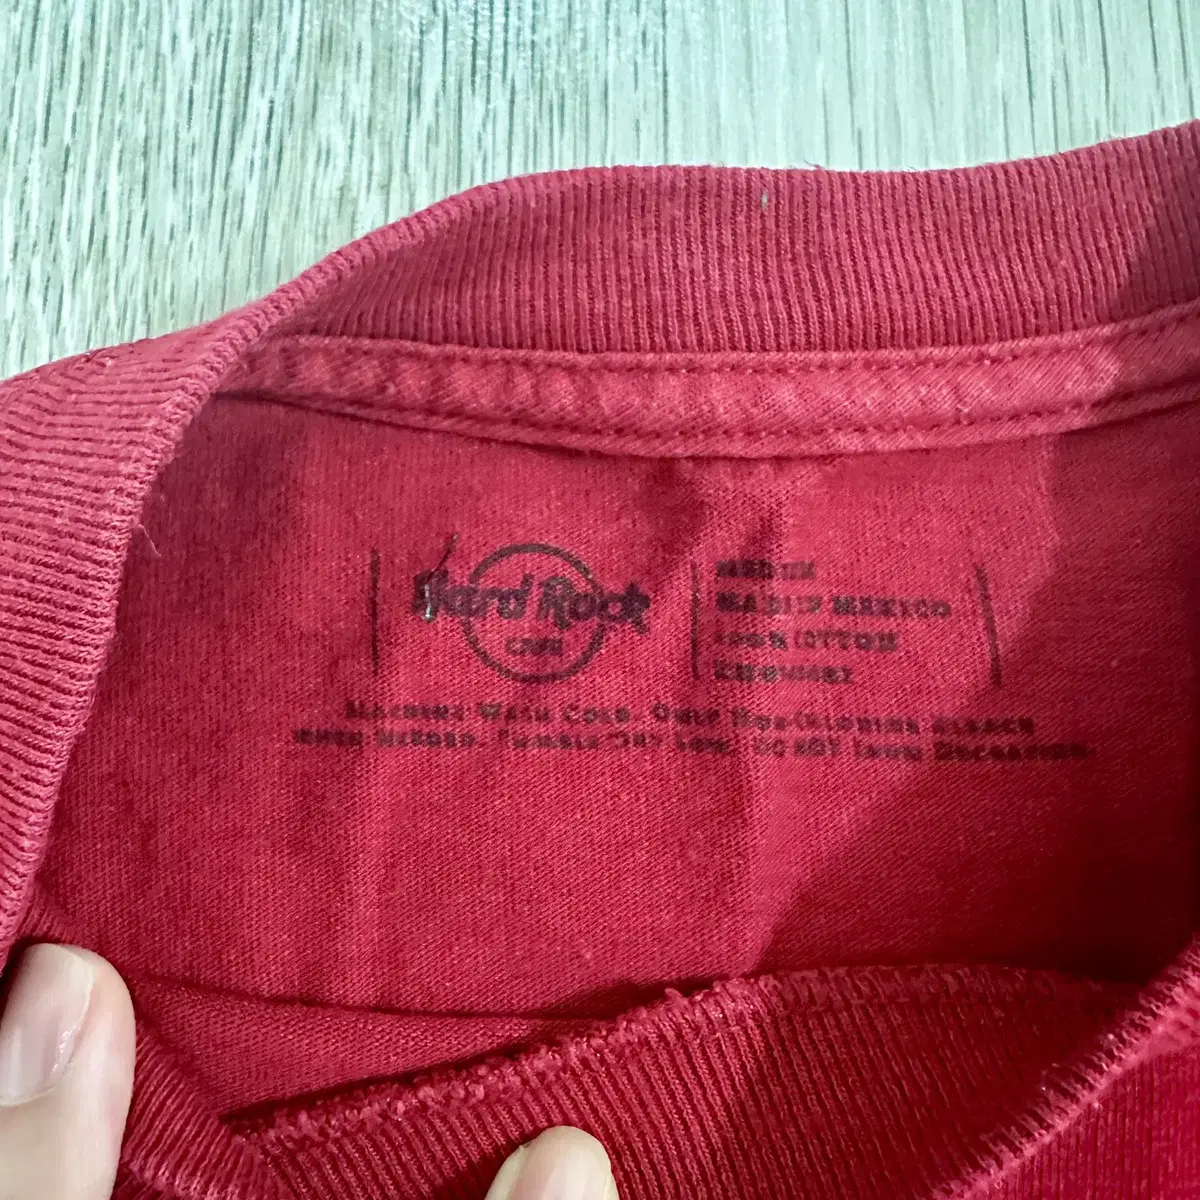 Hard Rock
CAFE
MADE IN MEXICO
100% COTTON
MACHINE WASH COLD. ONLY NON-CHLORINE BLEACH
WHEN NEEDED. TUMBLE DRY LOW. DO NOT IRON DECORATION